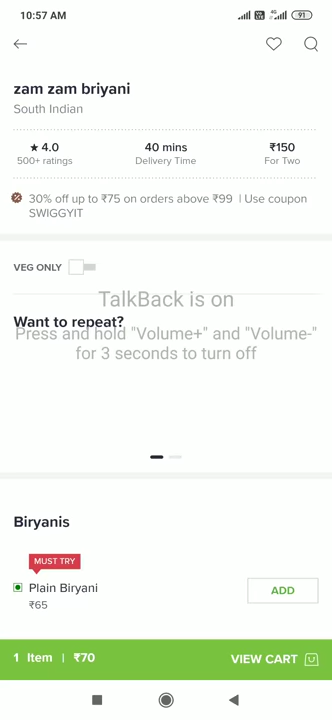 10:57 AM
4G
91
zam zam briyani
South Indian
★ 4.0
500+ ratings
40 mins
Delivery Time
₹150
For Two
30% off up to ₹75 on orders above ₹99 | Use coupon
SWIGGYIT
VEG ONLY
TalkBack is on
Want to repeat?
Press and hold "Volume+" and "Volume-"
for 3 seconds to turn off
Biryanis
MUST TRY
Plain Biryani
₹65
ADD
1 Item | ₹70
VIEW CART